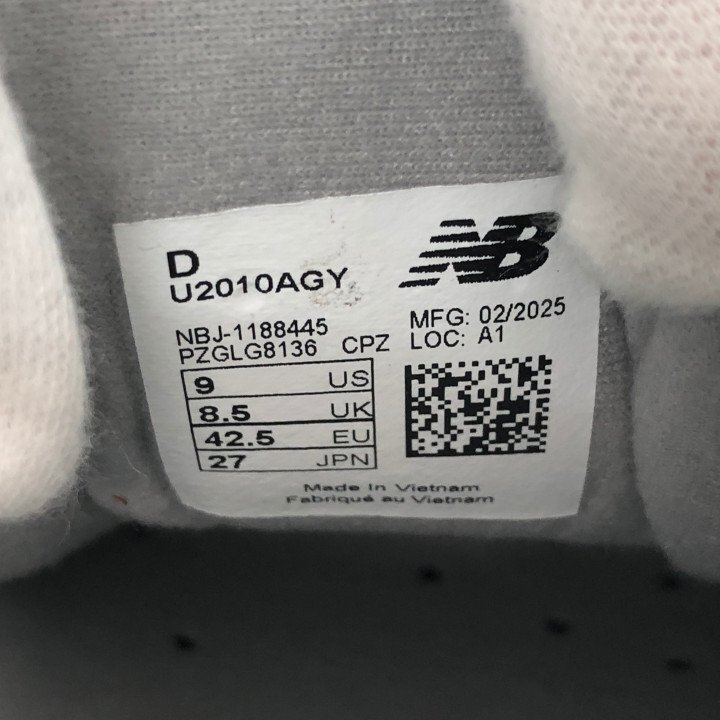 D
U2010AGY
NB
NBJ-1188445
PZGLG8136 CPZ
MFG: 02/2025
LOC: A1
9 US
8.5 UK
42.5 EU
27 JPN
Made In Vietnam
Fabriqué au Vietnam